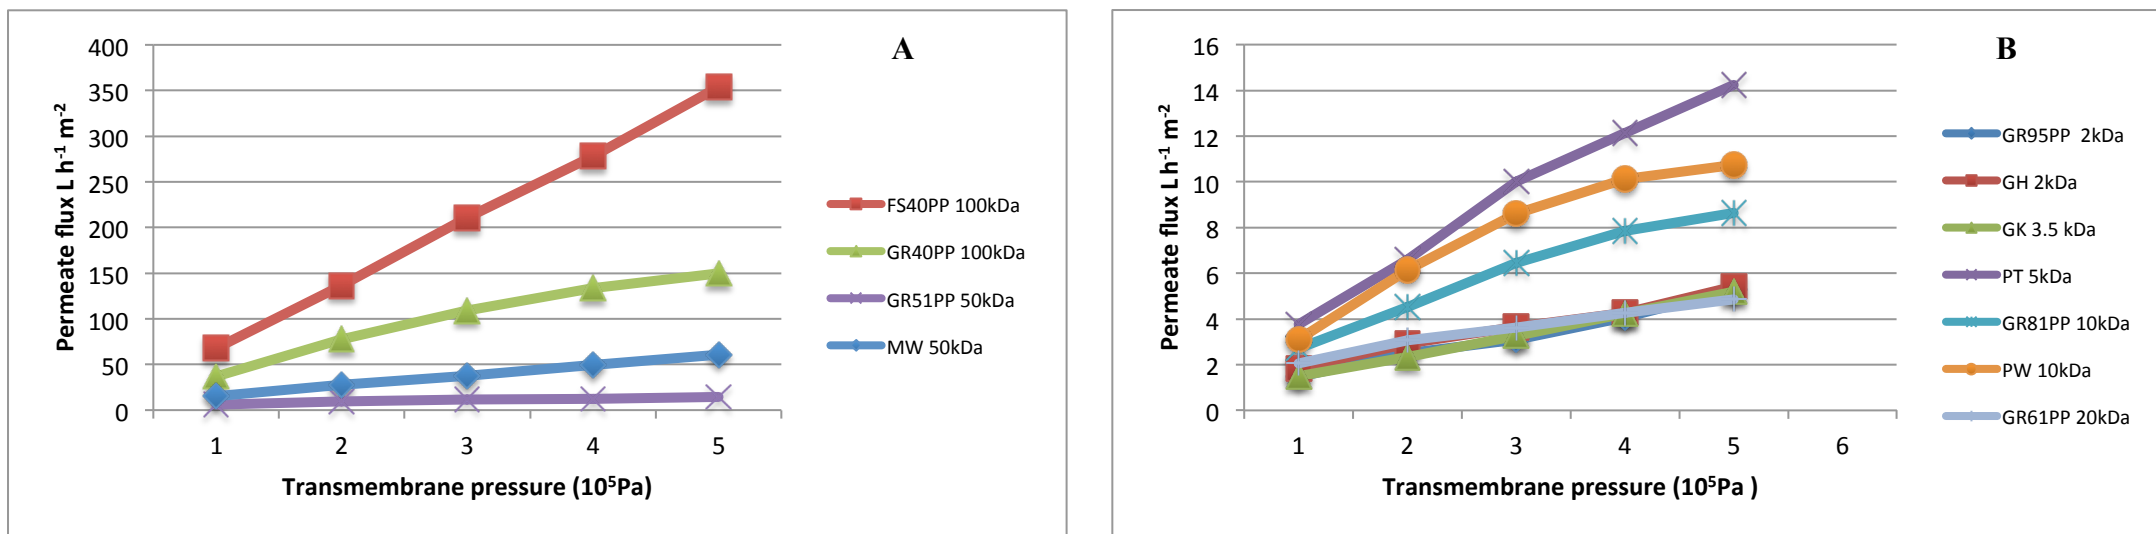 A
Permeate flux L h⁻¹ m⁻²
400
350
300
250
200
150
100
50
0
1 2 3 4 5
Transmembrane pressure (10⁵Pa)
FS40PP 100kDa
GR40PP 100kDa
GR51PP 50kDa
MW 50kDa
B
Permeate flux L h⁻¹ m⁻²
16
14
12
10
8
6
4
2
0
1 2 3 4 5 6
Transmembrane pressure (10⁵Pa )
GR95PP 2kDa
GH 2kDa
GK 3.5 kDa
PT 5kDa
GR81PP 10kDa
PW 10kDa
GR61PP 20kDa